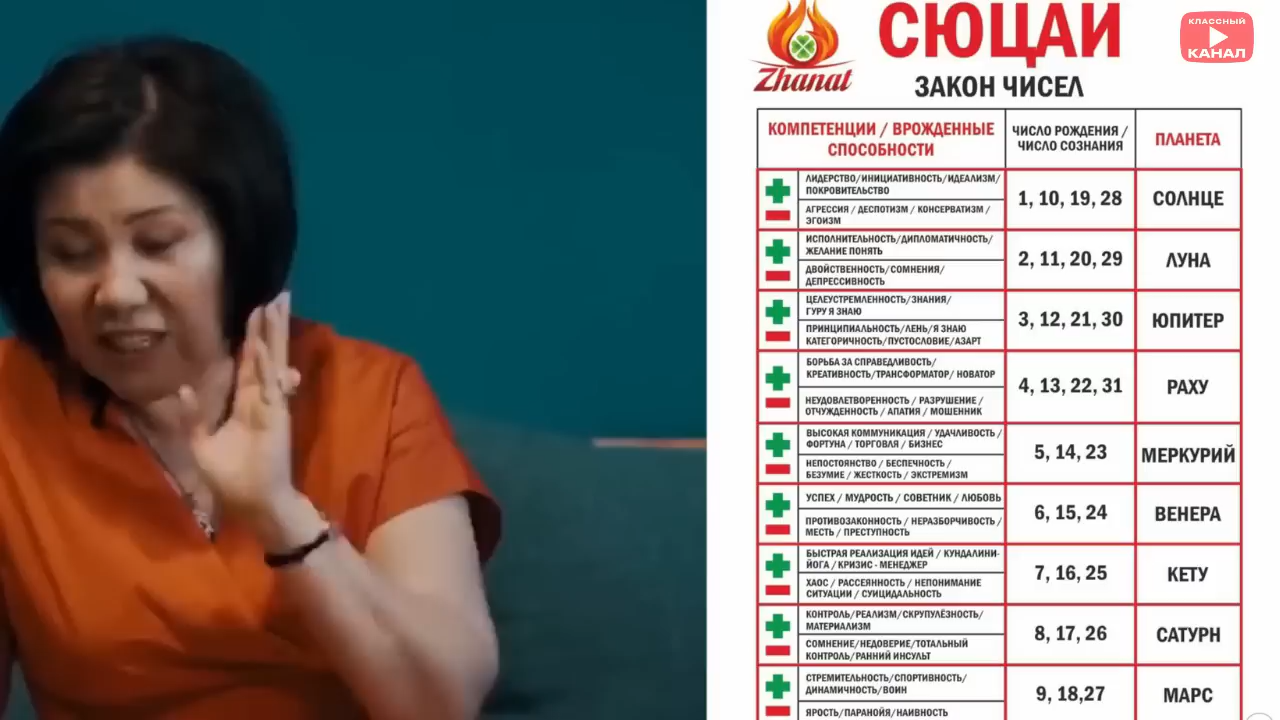 СЮЦАЙ
Zhanat
ЗАКОН ЧИСЕЛ
КЛАССНЫЙ
КАНАЛ
КОМПЕТЕНЦИИ / ВРОЖДЕННЫЕ
СПОСОБНОСТИ
ЧИСЛО РОЖДЕНИЯ /
ЧИСЛО СОЗНАНИЯ
ПЛАНЕТА
ЛИДЕРСТВО/ИНИЦИАТИВНОСТЬ/ИДЕАЛИЗМ/
ПОКРОВИТЕЛЬСТВО
АГРЕССИЯ / ДЕСПОТИЗМ / КОНСЕРВАТИЗМ /
ЭГОИЗМ
1, 10, 19, 28
СОЛНЦЕ
ИСПОЛНИТЕЛЬНОСТЬ/ДИПЛОМАТИЧНОСТЬ/
ЖЕЛАНИЕ ПОНЯТЬ
ДВОЙСТВЕННОСТЬ/СОМНЕНИЯ/
ДЕПРЕССИВНОСТЬ
2, 11, 20, 29
ЛУНА
ЦЕЛЕУСТРЕМЛЕННОСТЬ/ЗНАНИЯ/
ГУРУ Я ЗНАЮ
ПРИНЦИПИАЛЬНОСТЬ/ЛЕНЬ/Я ЗНАЮ
КАТЕГОРИЧНОСТЬ/ПУСТОСЛОВИЕ/АЗАРТ
3, 12, 21, 30
ЮПИТЕР
БОРЬБА ЗА СПРАВЕДЛИВОСТЬ/
КРЕАТИВНОСТЬ/ТРАНСФОРМАТОР/ НОВАТОР
НЕУДОВЛЕТВОРЕННОСТЬ / РАЗРУШЕНИЕ /
ОТЧУЖДЕННОСТЬ / АПАТИЯ / МОШЕННИК
4, 13, 22, 31
РАХУ
ВЫСОКАЯ КОММУНИКАЦИЯ / УДАЧЛИВОСТЬ /
ФОРТУНА / ТОРГОВЛЯ / БИЗНЕС
НЕПОСТОЯНСТВО / БЕСПЕЧНОСТЬ /
БЕЗУМИЕ / ЖЕСТКОСТЬ / ЭКСТРЕМИЗМ
5, 14, 23
МЕРКУРИЙ
УСПЕХ / МУДРОСТЬ / СОВЕТНИК / ЛЮБОВЬ
ПРОТИВОЗАКОННОСТЬ / НЕРАЗБОРЧИВОСТЬ /
МЕСТЬ / ПРЕСТУПНОСТЬ
6, 15, 24
ВЕНЕРА
БЫСТРАЯ РЕАЛИЗАЦИЯ ИДЕЙ / КУНДАЛИНИ-
ЙОГА / КРИЗИС - МЕНЕДЖЕР
ХАОС / РАССЕЯННОСТЬ / НЕПОНИМАНИЕ
СИТУАЦИИ / СУИЦИДАЛЬНОСТЬ
7, 16, 25
КЕТУ
КОНТРОЛЬ/РЕАЛИЗМ/СКРУПУЛЁЗНОСТЬ/
МАТЕРИАЛИЗМ
СОМНЕНИЕ/НЕДОВЕРИЕ/ТОТАЛЬНЫЙ
КОНТРОЛЬ/РАННИЙ ИНСУЛЬТ
8, 17, 26
САТУРН
СТРЕМИТЕЛЬНОСТЬ/СПОРТИВНОСТЬ/
ДИНАМИЧНОСТЬ/ВОИН
ЯРОСТЬ/ПАРАНОЙЯ/НАИВНОСТЬ
9, 18,27
МАРС